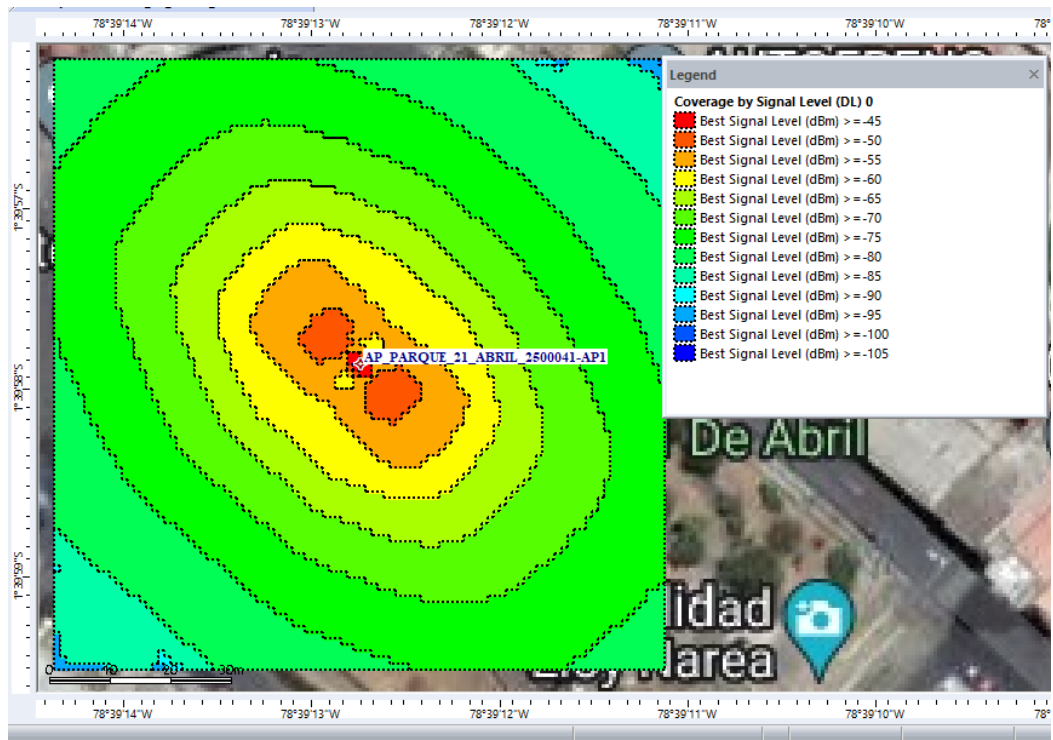 78°39'14"W 78°39'13"W 78°39'12"W 78°39'11"W 78°39'10"W
Legend
Coverage by Signal Level (DL) 0
Best Signal Level (dBm) >=-45
Best Signal Level (dBm) >=-50
Best Signal Level (dBm) >=-55
Best Signal Level (dBm) >=-60
Best Signal Level (dBm) >=-65
Best Signal Level (dBm) >=-70
Best Signal Level (dBm) >=-75
Best Signal Level (dBm) >=-80
Best Signal Level (dBm) >=-85
Best Signal Level (dBm) >=-90
Best Signal Level (dBm) >=-95
Best Signal Level (dBm) >=-100
Best Signal Level (dBm) >=-105
1°39'57"S
AP_PARQUE_21_ABRIL_2500041-AP1
1°39'58"S
De Abril
1°39'59"S
lidad
Narea
0 10 20 30m
78°39'14"W 78°39'13"W 78°39'12"W 78°39'11"W 78°39'10"W